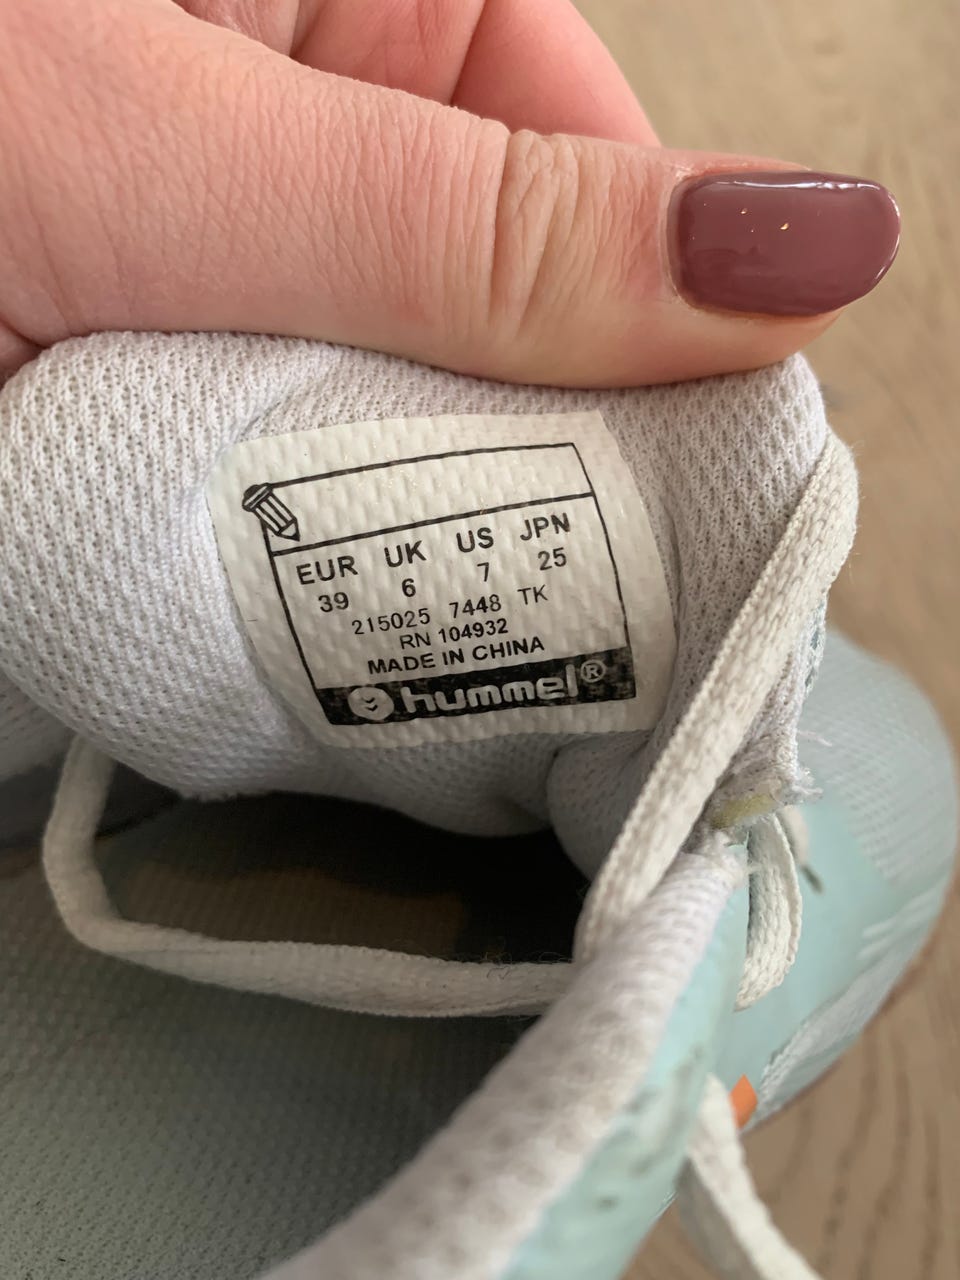 EUR UK US JPN
39 6 7 25
215025 7448 TK
RN 104932
MADE IN CHINA
hummel®